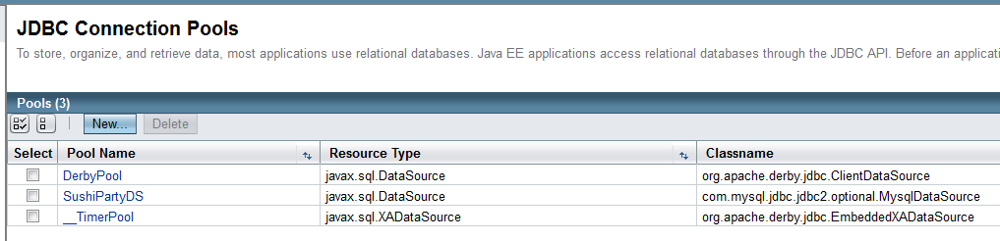 JDBC Connection Pools
To store, organize, and retrieve data, most applications use relational databases. Java EE applications access relational databases through the JDBC API. Before an applicati
Pools (3)
New... Delete
Select Pool Name Resource Type Classname
DerbyPool javax.sql.DataSource org.apache.derby.jdbc.ClientDataSource
SushiPartyDS javax.sql.DataSource com.mysql.jdbc.jdbc2.optional.MysqlDataSource
__TimerPool javax.sql.XADataSource org.apache.derby.jdbc.EmbeddedXADataSource